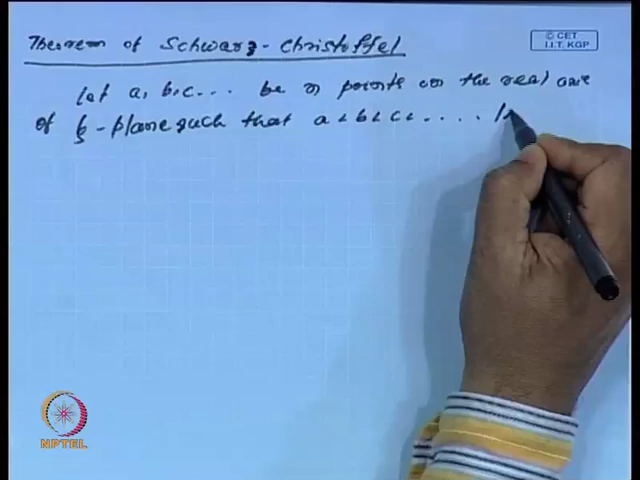 Theorem of Schwarz-Christoffel
© CET
I.I.T. KGP
Let a, b, c... be n points on the real axis
of ξ-plane such that a < b < c < .....
NPTEL